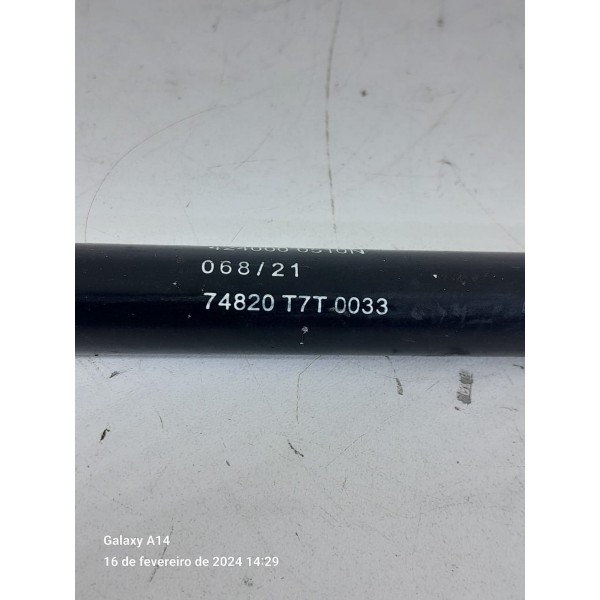 068/21
74820 T7T 0033
Galaxy A14
16 de fevereiro de 2024 14:29